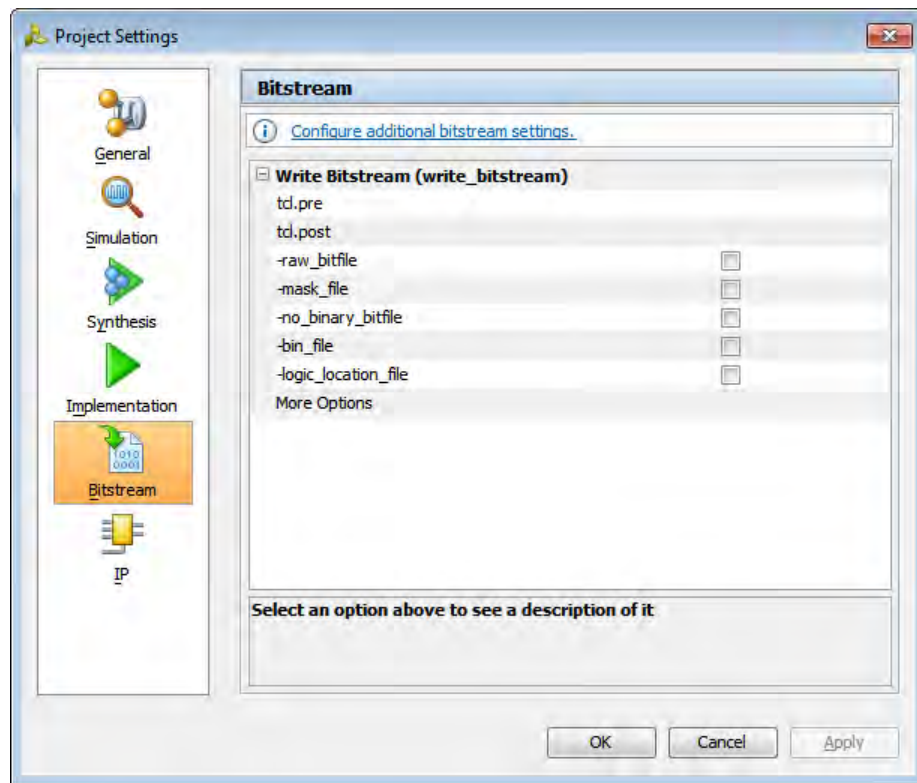 Project Settings
General
Simulation
Synthesis
Implementation
Bitstream
IP
Bitstream
Configure additional bitstream settings.
Write Bitstream (write_bitstream)
tcl.pre
tcl.post
-raw_bitfile
-mask_file
-no_binary_bitfile
-bin_file
-logic_location_file
More Options
Select an option above to see a description of it
OK
Cancel
Apply